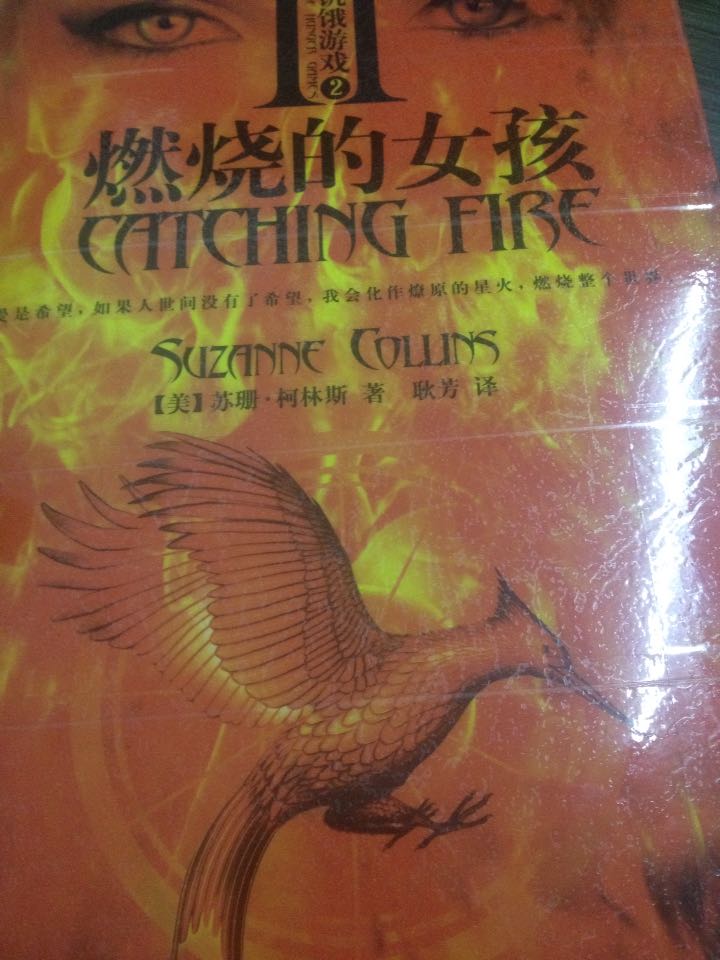 饿游戏2
II
燃烧的女孩
CATCHING FIRE
是希望，如果人世间没有了希望，我会化作燎原的星火，燃烧整个世界
SUZANNE COLLINS
【美】苏珊·柯林斯 著 耿芳 译